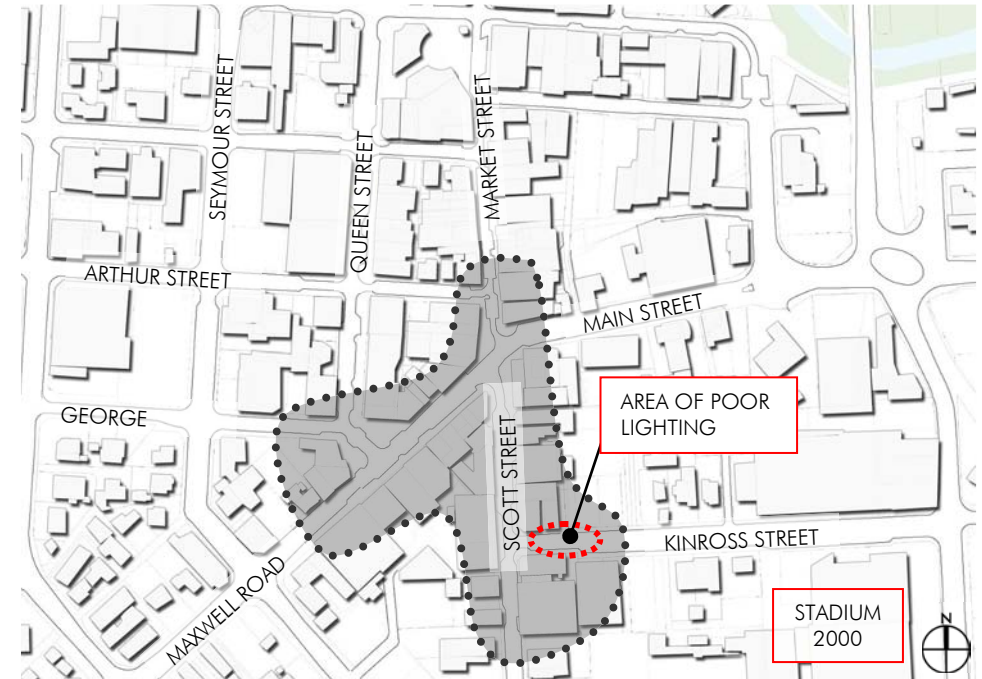 SEYMOUR STREET
QUEEN STREET
MARKET STREET
ARTHUR STREET
MAIN STREET
GEORGE
AREA OF POOR
LIGHTING
SCOTT STREET
KINROSS STREET
MAXWELL ROAD
STADIUM
2000
N